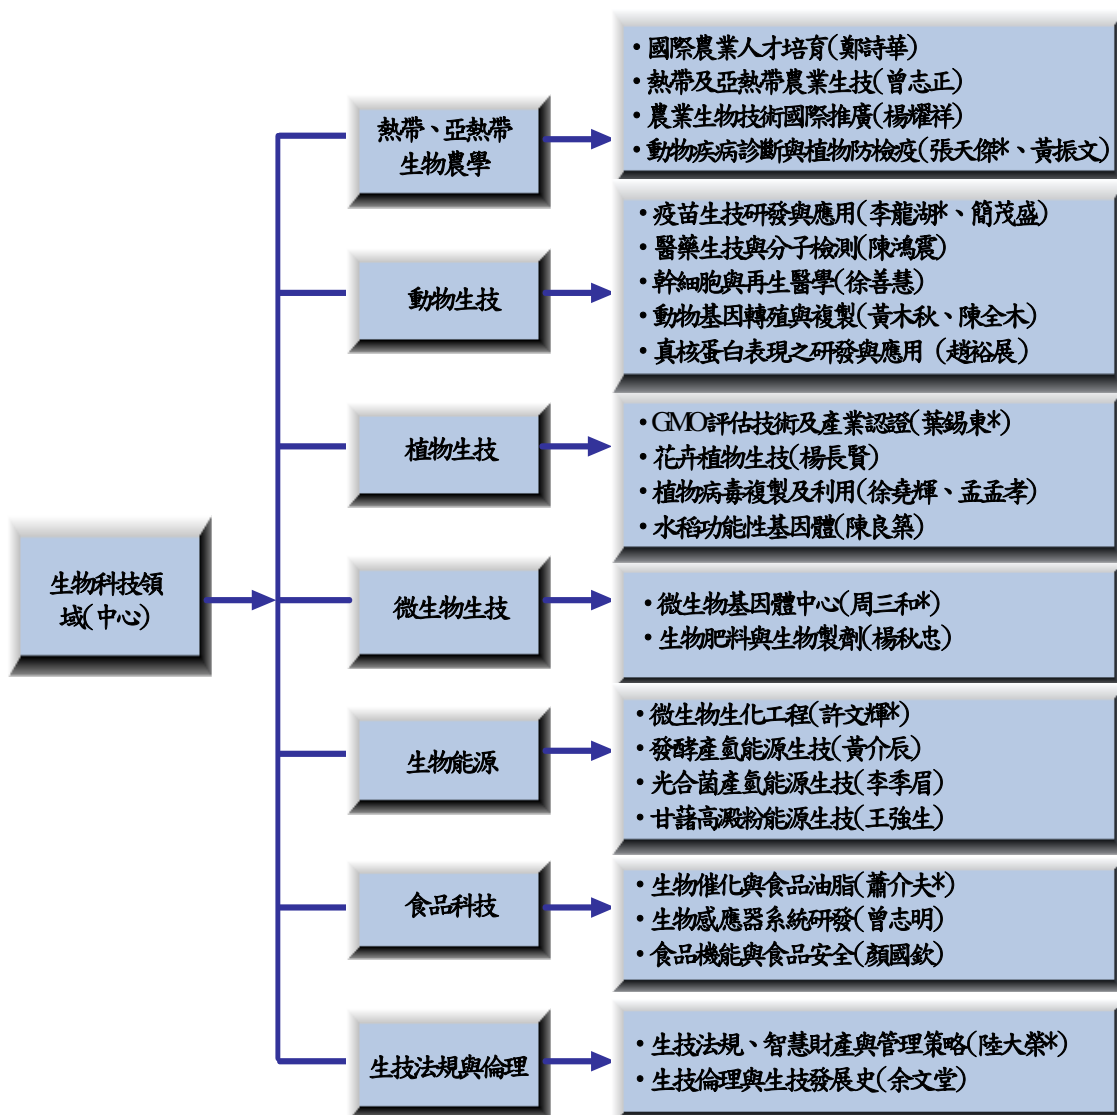 國際農業人才培育(鄭詩華)
熱帶及亞熱帶農業生技(曾志正)
農業生物技術國際推廣(楊耀祥)
動物疾病診斷與植物防檢疫(張天傑*、黃振文)
熱帶、亞熱帶
生物農學
疫苗生技研發與應用(李龍湖*、簡茂盛)
醫藥生技與分子檢測(陳鴻震)
幹細胞與再生醫學(徐善慧)
動物基因轉殖與複製(黃木秋、陳全木)
真核蛋白表現之研發與應用 (趙裕展)
動物生技
GMO評估技術及產業認證(葉錫東*)
花卉植物生技(楊長賢)
植物病毒複製及利用(徐堯煇、孟孟孝)
水稻功能性基因體(陳良築)
植物生技
生物科技領
域(中心)
微生物基因體中心(周三和*)
生物肥料與生物製劑(楊秋忠)
微生物生技
微生物生化工程(許文輝*)
發酵產氫能源生技(黃介辰)
光合菌產氫能源生技(李季眉)
甘藷高澱粉能源生技(王強生)
生物能源
生物催化與食品油脂(蕭介夫*)
生物感應器系統研發(曾志明)
食品機能與食品安全(顏國欽)
食品科技
生技法規、智慧財產與管理策略(陸大榮*)
生技倫理與生技發展史(余文堂)
生技法規與倫理